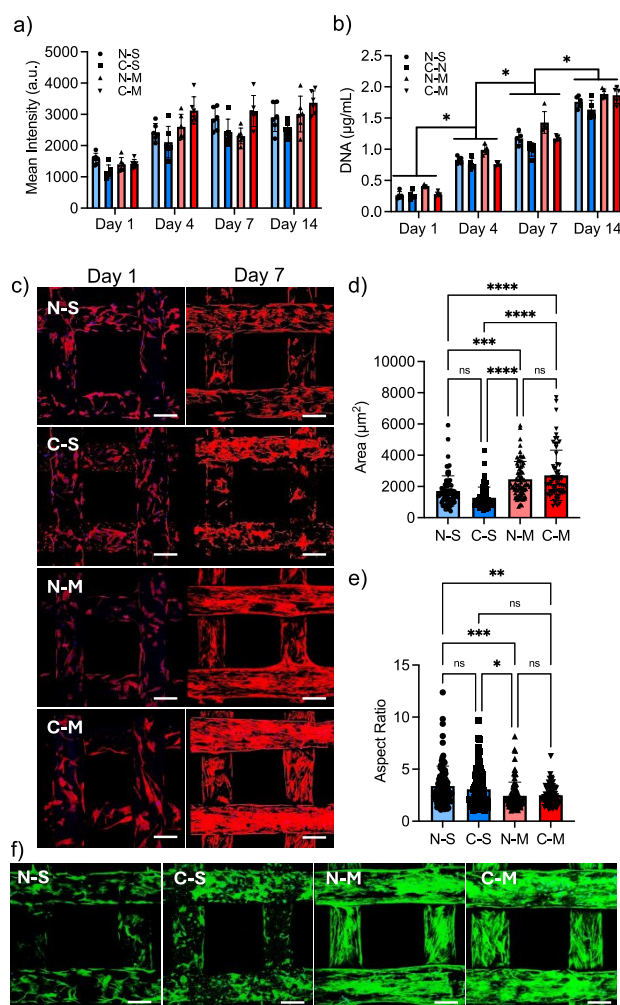 a)
Mean Intensity (a.u.)
6000
5000
4000
3000
2000
1000
0
N-S
C-S
N-M
C-M
Day 1 Day 4 Day 7 Day 14
b)
DNA (µg/mL)
2.5
2.0
1.5
1.0
0.5
0.0
N-S
C-N
N-M
C-M
*
*
*
Day 1 Day 4 Day 7 Day 14
c)
Day 1 Day 7
N-S
C-S
N-M
C-M
d)
****
****
***
ns **** ns
Area (µm²)
10000
8000
6000
4000
2000
0
N-S C-S N-M C-M
e)
**
ns
***
ns * ns
Aspect Ratio
15
10
5
0
N-S C-S N-M C-M
f)
N-S C-S N-M C-M